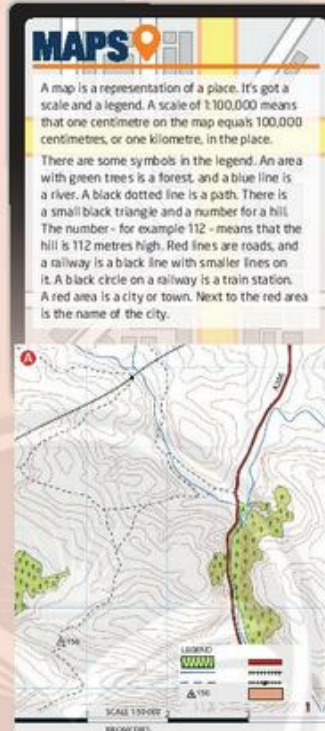 MAPS
A map is a representation of a place. It's got a
scale and a legend. A scale of 1:100,000 means
that one centimetre on the map equals 100,000
centimetres, or one kilometre, in the place.
There are some symbols in the legend. An area
with green trees is a forest, and a blue line is
a river. A black dotted line is a path. There is
a small black triangle and a number for a hill.
The number - for example 112 - means that the
hill is 112 metres high. Red lines are roads, and
a railway is a black line with smaller lines on
it. A black circle on a railway is a train station.
A red area is a city or town. Next to the red area
is the name of the city.
A
156
LEGEND
156
SCALE 1:50 000